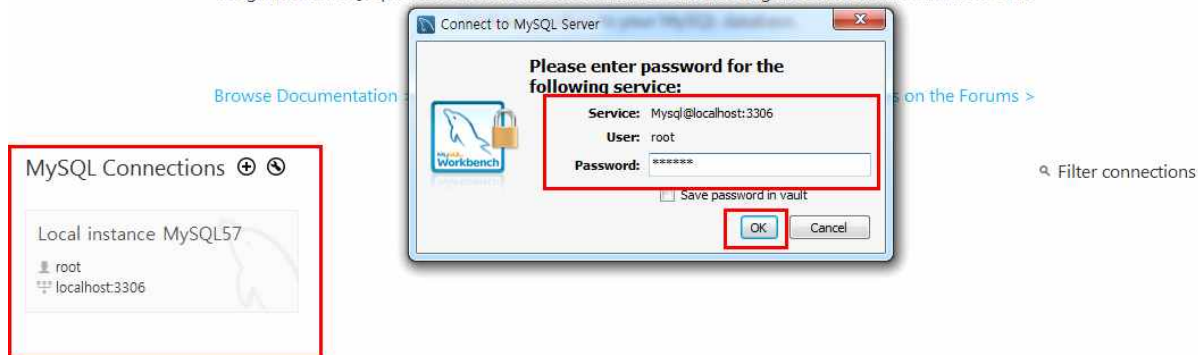 Connect to MySQL Server
Please enter password for the
following service:
Browse Documentation
on the Forums >
Service: Mysql@localhost:3306
User: root
Workbench
Password: ******
MySQL Connections
Filter connections
Save password in vault
OK Cancel
Local instance MySQL57
root
localhost:3306